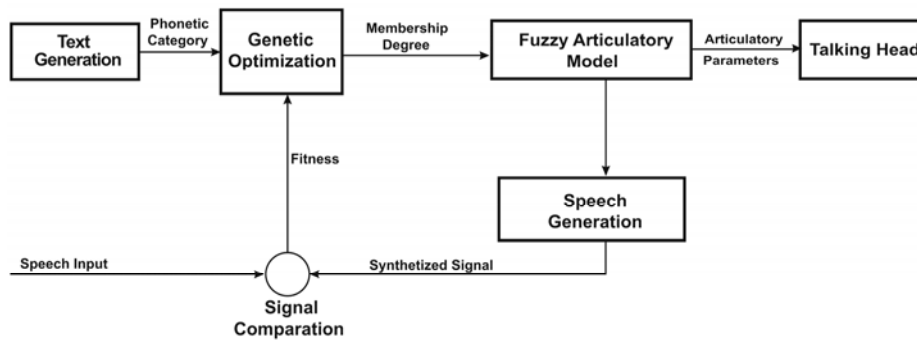 Text
Generation
Phonetic
Category
Genetic
Optimization
Membership
Degree
Fuzzy Articulatory
Model
Articulatory
Parameters
Talking Head
Fitness
Speech
Generation
Speech Input
Synthetized Signal
Signal
Comparation